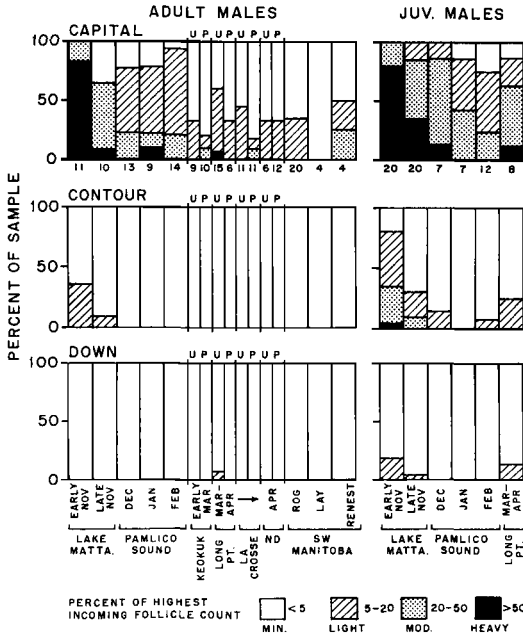 ADULT MALES
JUV. MALES
CAPITAL
U P U P U P U P
100
50
0
11 10 13 9 14 9 10 15 6 11 11 6 12 20 4 4
20 20 7 7 12 8
PERCENT OF SAMPLE
CONTOUR
U P U P U P U P
100
50
0
DOWN
U P U P U P U P
100
50
0
EARLY NOV
LATE NOV
DEC
JAN
FEB
EARLY MAR
MAR-APR
→
APR
ROG
LAY
RENEST
EARLY NOV
LATE NOV
DEC
JAN
FEB
MAR-APR
LAKE MATTA.
PAMLICO SOUND
KEOKUK
LONG PT.
LA CROSSE
ND
SW MANITOBA
LAKE MATTA.
PAMLICO SOUND
LONG PT.
PERCENT OF HIGHEST
INCOMING FOLLICLE COUNT
<5
5-20
20-50
>50
MIN.
LIGHT
MOD.
HEAVY